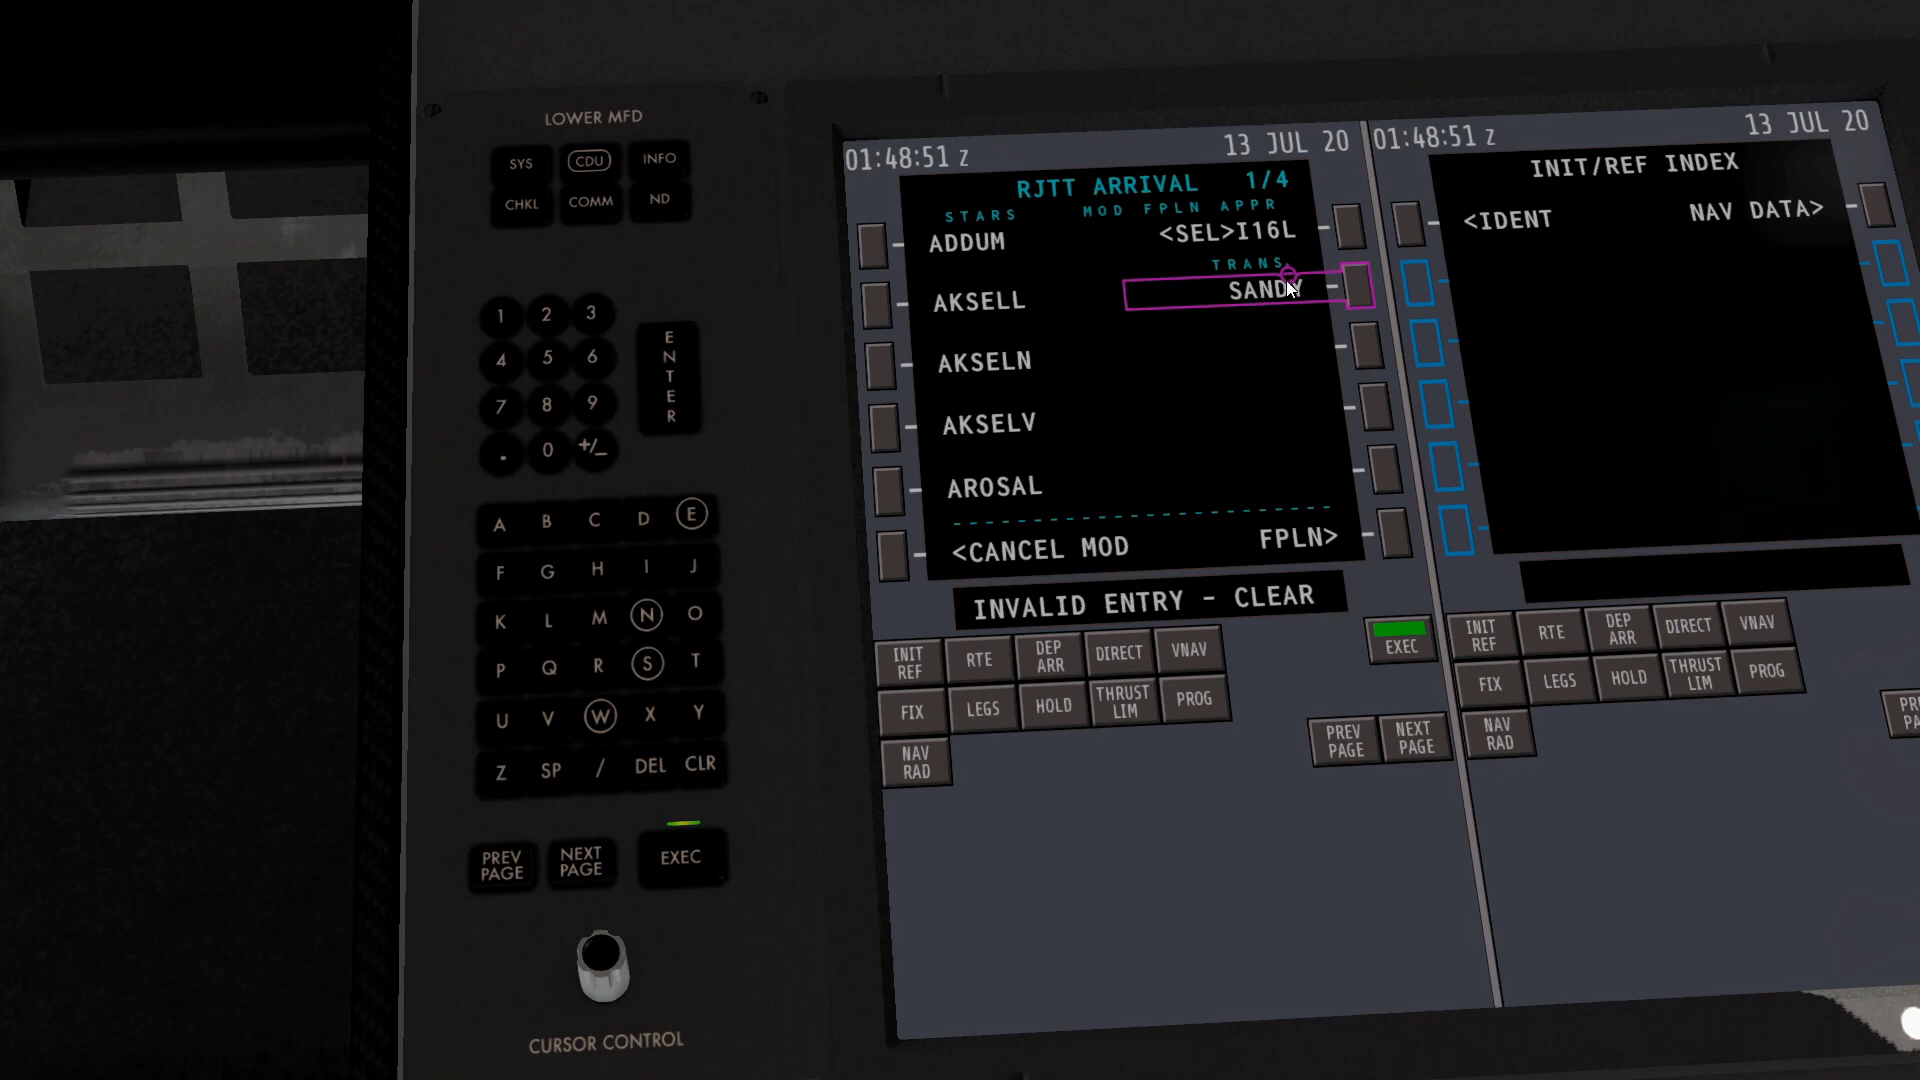 LOWER MFD
SYS CDU INFO
CHKL COMM ND
1 2 3
4 5 6
7 8 9
. 0 +/_
ENTER
A B C D E
F G H I J
K L M N O
P Q R S T
U V W X Y
Z SP / DEL CLR
PREV PAGE NEXT PAGE EXEC
CURSOR CONTROL
01:48:51 z 13 JUL 20
RJTT ARRIVAL 1/4
STARS MOD FPLN APPR
ADDUM <SEL>I16L
TRANS
AKSELL SANDY
AKSELN
AKSELV
AROSAL
------------------------
<CANCEL MOD FPLN>
INVALID ENTRY - CLEAR
INIT REF RTE DEP ARR DIRECT VNAV
EXEC
FIX LEGS HOLD THRUST LIM PROG
NAV RAD
PREV PAGE NEXT PAGE
01:48:51 z 13 JUL 20
INIT/REF INDEX
<IDENT NAV DATA>
INIT REF RTE DEP ARR DIRECT VNAV
FIX LEGS HOLD THRUST LIM PROG
NAV RAD